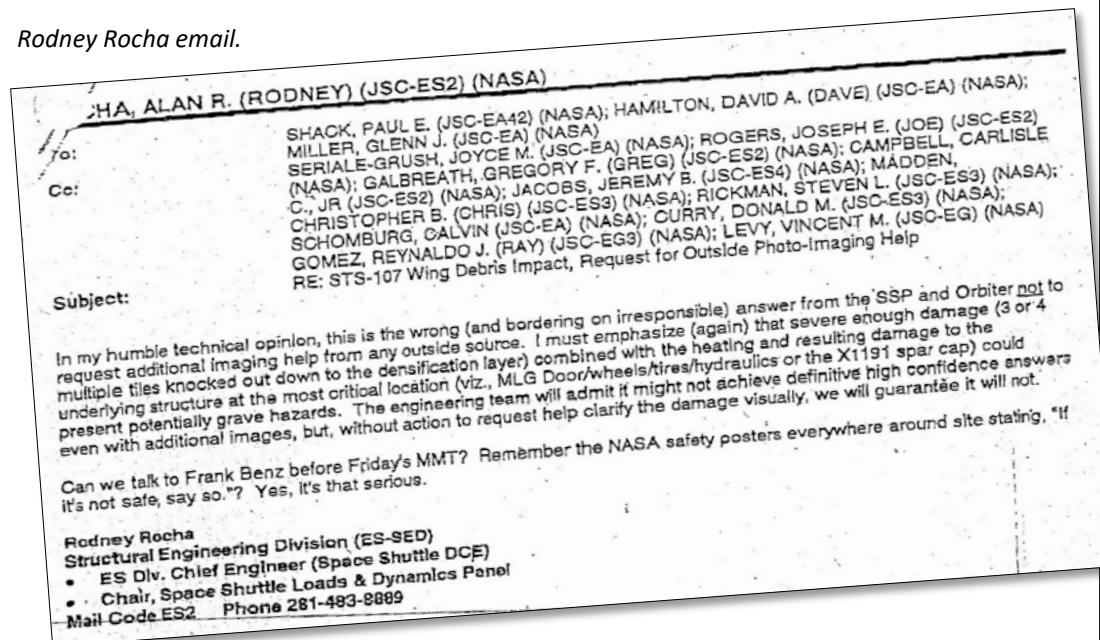 Rodney Rocha email.
HA, ALAN R. (RODNEY) (JSC-ES2) (NASA)
To: SHACK, PAUL E. (JSC-EA42) (NASA); HAMILTON, DAVID A. (DAVE) (JSC-EA) (NASA);
MILLER, GLENN J. (JSC-EA) (NASA)
Cc: SERIALE-GRUSH, JOYCE M. (JSC-EA) (NASA); ROGERS, JOSEPH E. (JOE) (JSC-ES2)
(NASA); GALBREATH, GREGORY F. (GREG) (JSC-ES2) (NASA); CAMPBELL, CARLISLE
C., JR (JSC-ES2) (NASA); JACOBS, JEREMY B. (JSC-ES4) (NASA); MADDEN,
CHRISTOPHER B. (CHRIS) (JSC-ES3) (NASA); RICKMAN, STEVEN L. (JSC-ES3) (NASA);
SCHOMBURG, CALVIN (JSC-EA) (NASA); CURRY, DONALD M. (JSC-ES3) (NASA);
GOMEZ, REYNALDO J. (RAY) (JSC-EG3) (NASA); LEVY, VINCENT M. (JSC-EG) (NASA)
Subject: RE: STS-107 Wing Debris Impact, Request for Outside Photo-Imaging Help
In my humble technical opinion, this is the wrong (and bordering on irresponsible) answer from the SSP and Orbiter not to
request additional imaging help from any outside source. I must emphasize (again) that severe enough damage (3 or 4
multiple tiles knocked out down to the densification layer) combined with the heating and resulting damage to the
underlying structure at the most critical location (viz., MLG Door/wheels/tires/hydraulics or the X1191 spar cap) could
present potentially grave hazards. The engineering team will admit it might not achieve definitive high confidence answers
even with additional images, but, without action to request help clarify the damage visually, we will guarantee it will not.
Can we talk to Frank Benz before Friday's MMT? Remember the NASA safety posters everywhere around site stating, "If
it's not safe, say so."? Yes, it's that serious.
Rodney Rocha
Structural Engineering Division (ES-SED)
• ES Div. Chief Engineer (Space Shuttle DCE)
• Chair, Space Shuttle Loads & Dynamics Panel
Mail Code ES2 Phone 281-483-8889